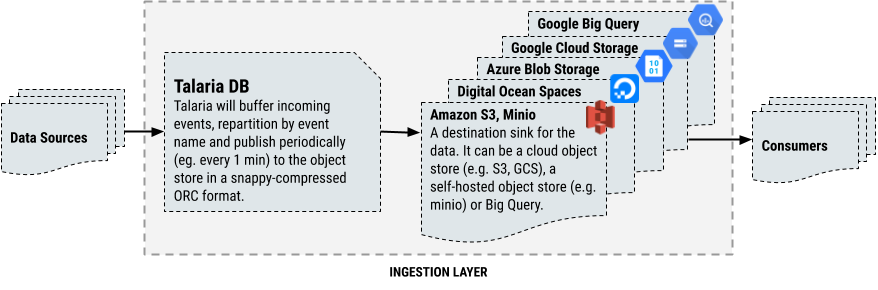 Google Big Query
Google Cloud Storage
Azure Blob Storage
10
01
Digital Ocean Spaces
Data Sources
Talaria DB
Talaria will buffer incoming
events, repartition by event
name and publish periodically
(eg. every 1 min) to the object
store in a snappy-compressed
ORC format.
Amazon S3, Minio
A destination sink for the
data. It can be a cloud object
store (e.g. S3, GCS), a
self-hosted object store (e.g.
minio) or Big Query.
Consumers
INGESTION LAYER